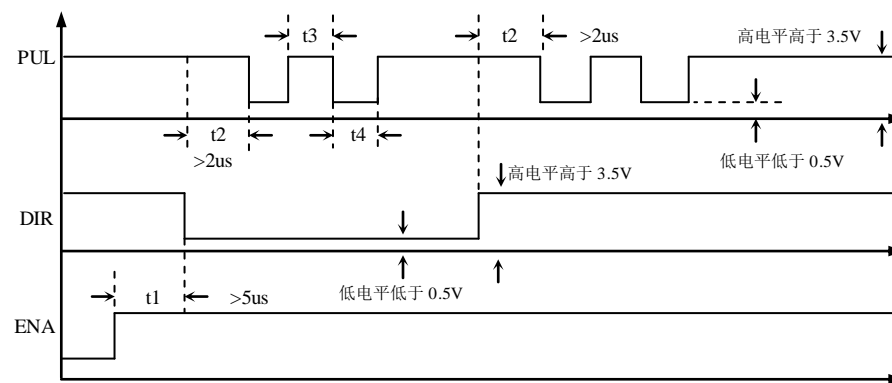 t3
t2
>2us
高电平高于 3.5V
PUL
t2
t4
>2us
低电平低于 0.5V
高电平高于 3.5V
DIR
低电平低于 0.5V
t1
>5us
ENA